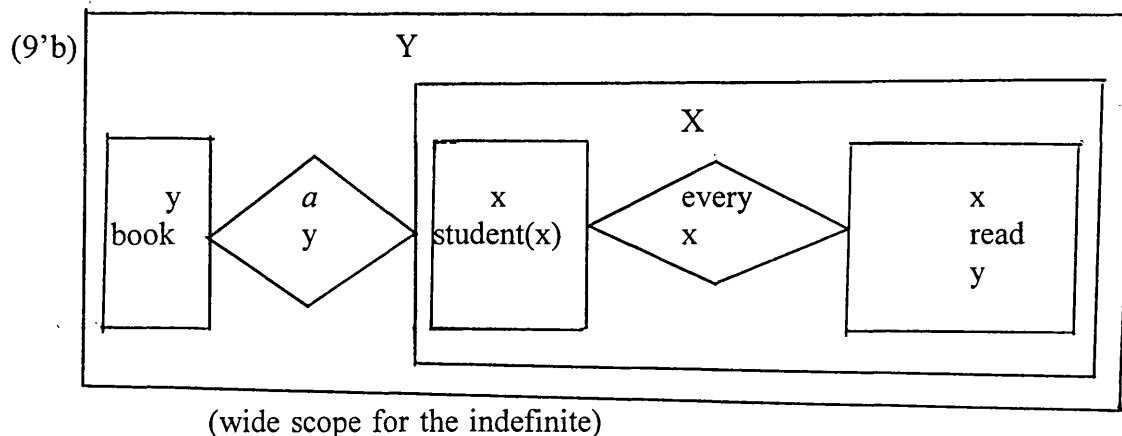 (9'b) Y
X
y a x every x
book y student(x) x read
y
(wide scope for the indefinite)